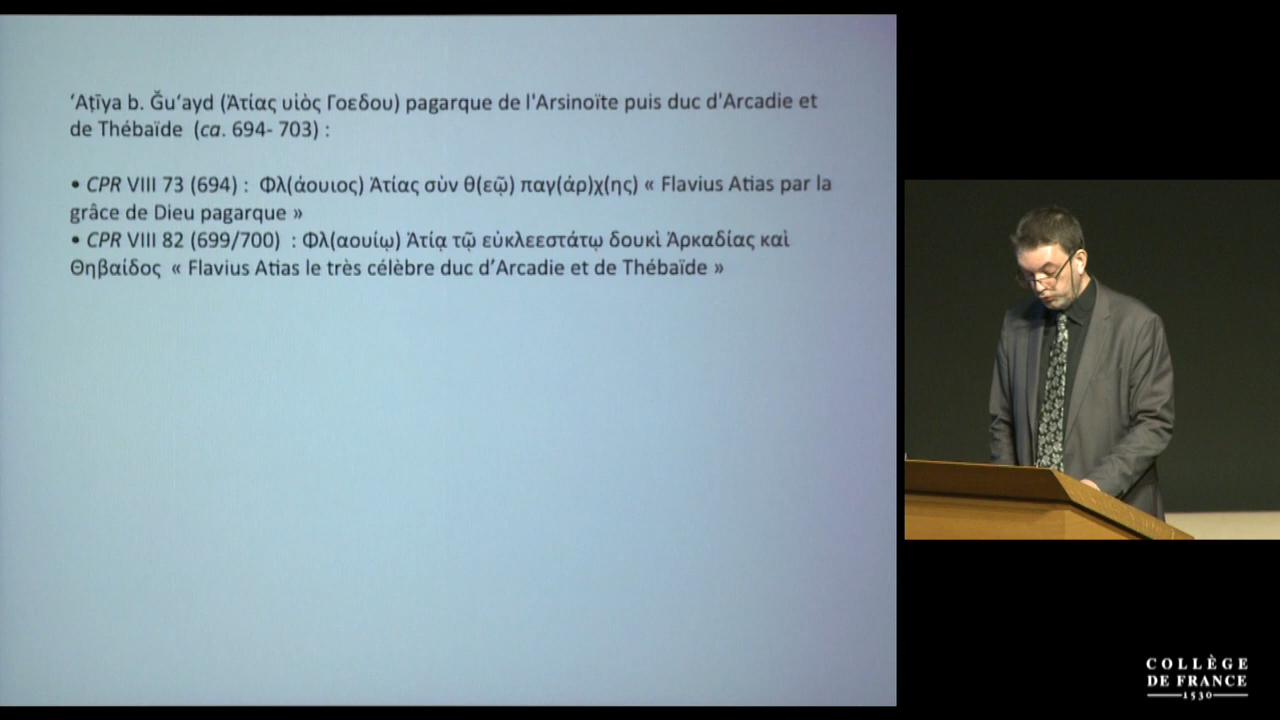 ‘Aṭīya b. Ğu‘ayd (Ἀτίας υἱὸς Γοεδου) pagarque de l'Arsinoïte puis duc d'Arcadie et
de Thébaïde (ca. 694- 703) :
• CPR VIII 73 (694) : Φλ(άουιος) Ἀτίας σὺν θ(εῷ) παγ(άρ)χ(ης) « Flavius Atias par la
grâce de Dieu pagarque »
• CPR VIII 82 (699/700) : Φλ(αουίῳ) Ἀτίᾳ τῷ εὐκλεεστάτῳ δουκὶ Ἀρκαδίας καὶ
Θηβαίδος « Flavius Atias le très célèbre duc d’Arcadie et de Thébaïde »
COLLÈGE
DE FRANCE
1530